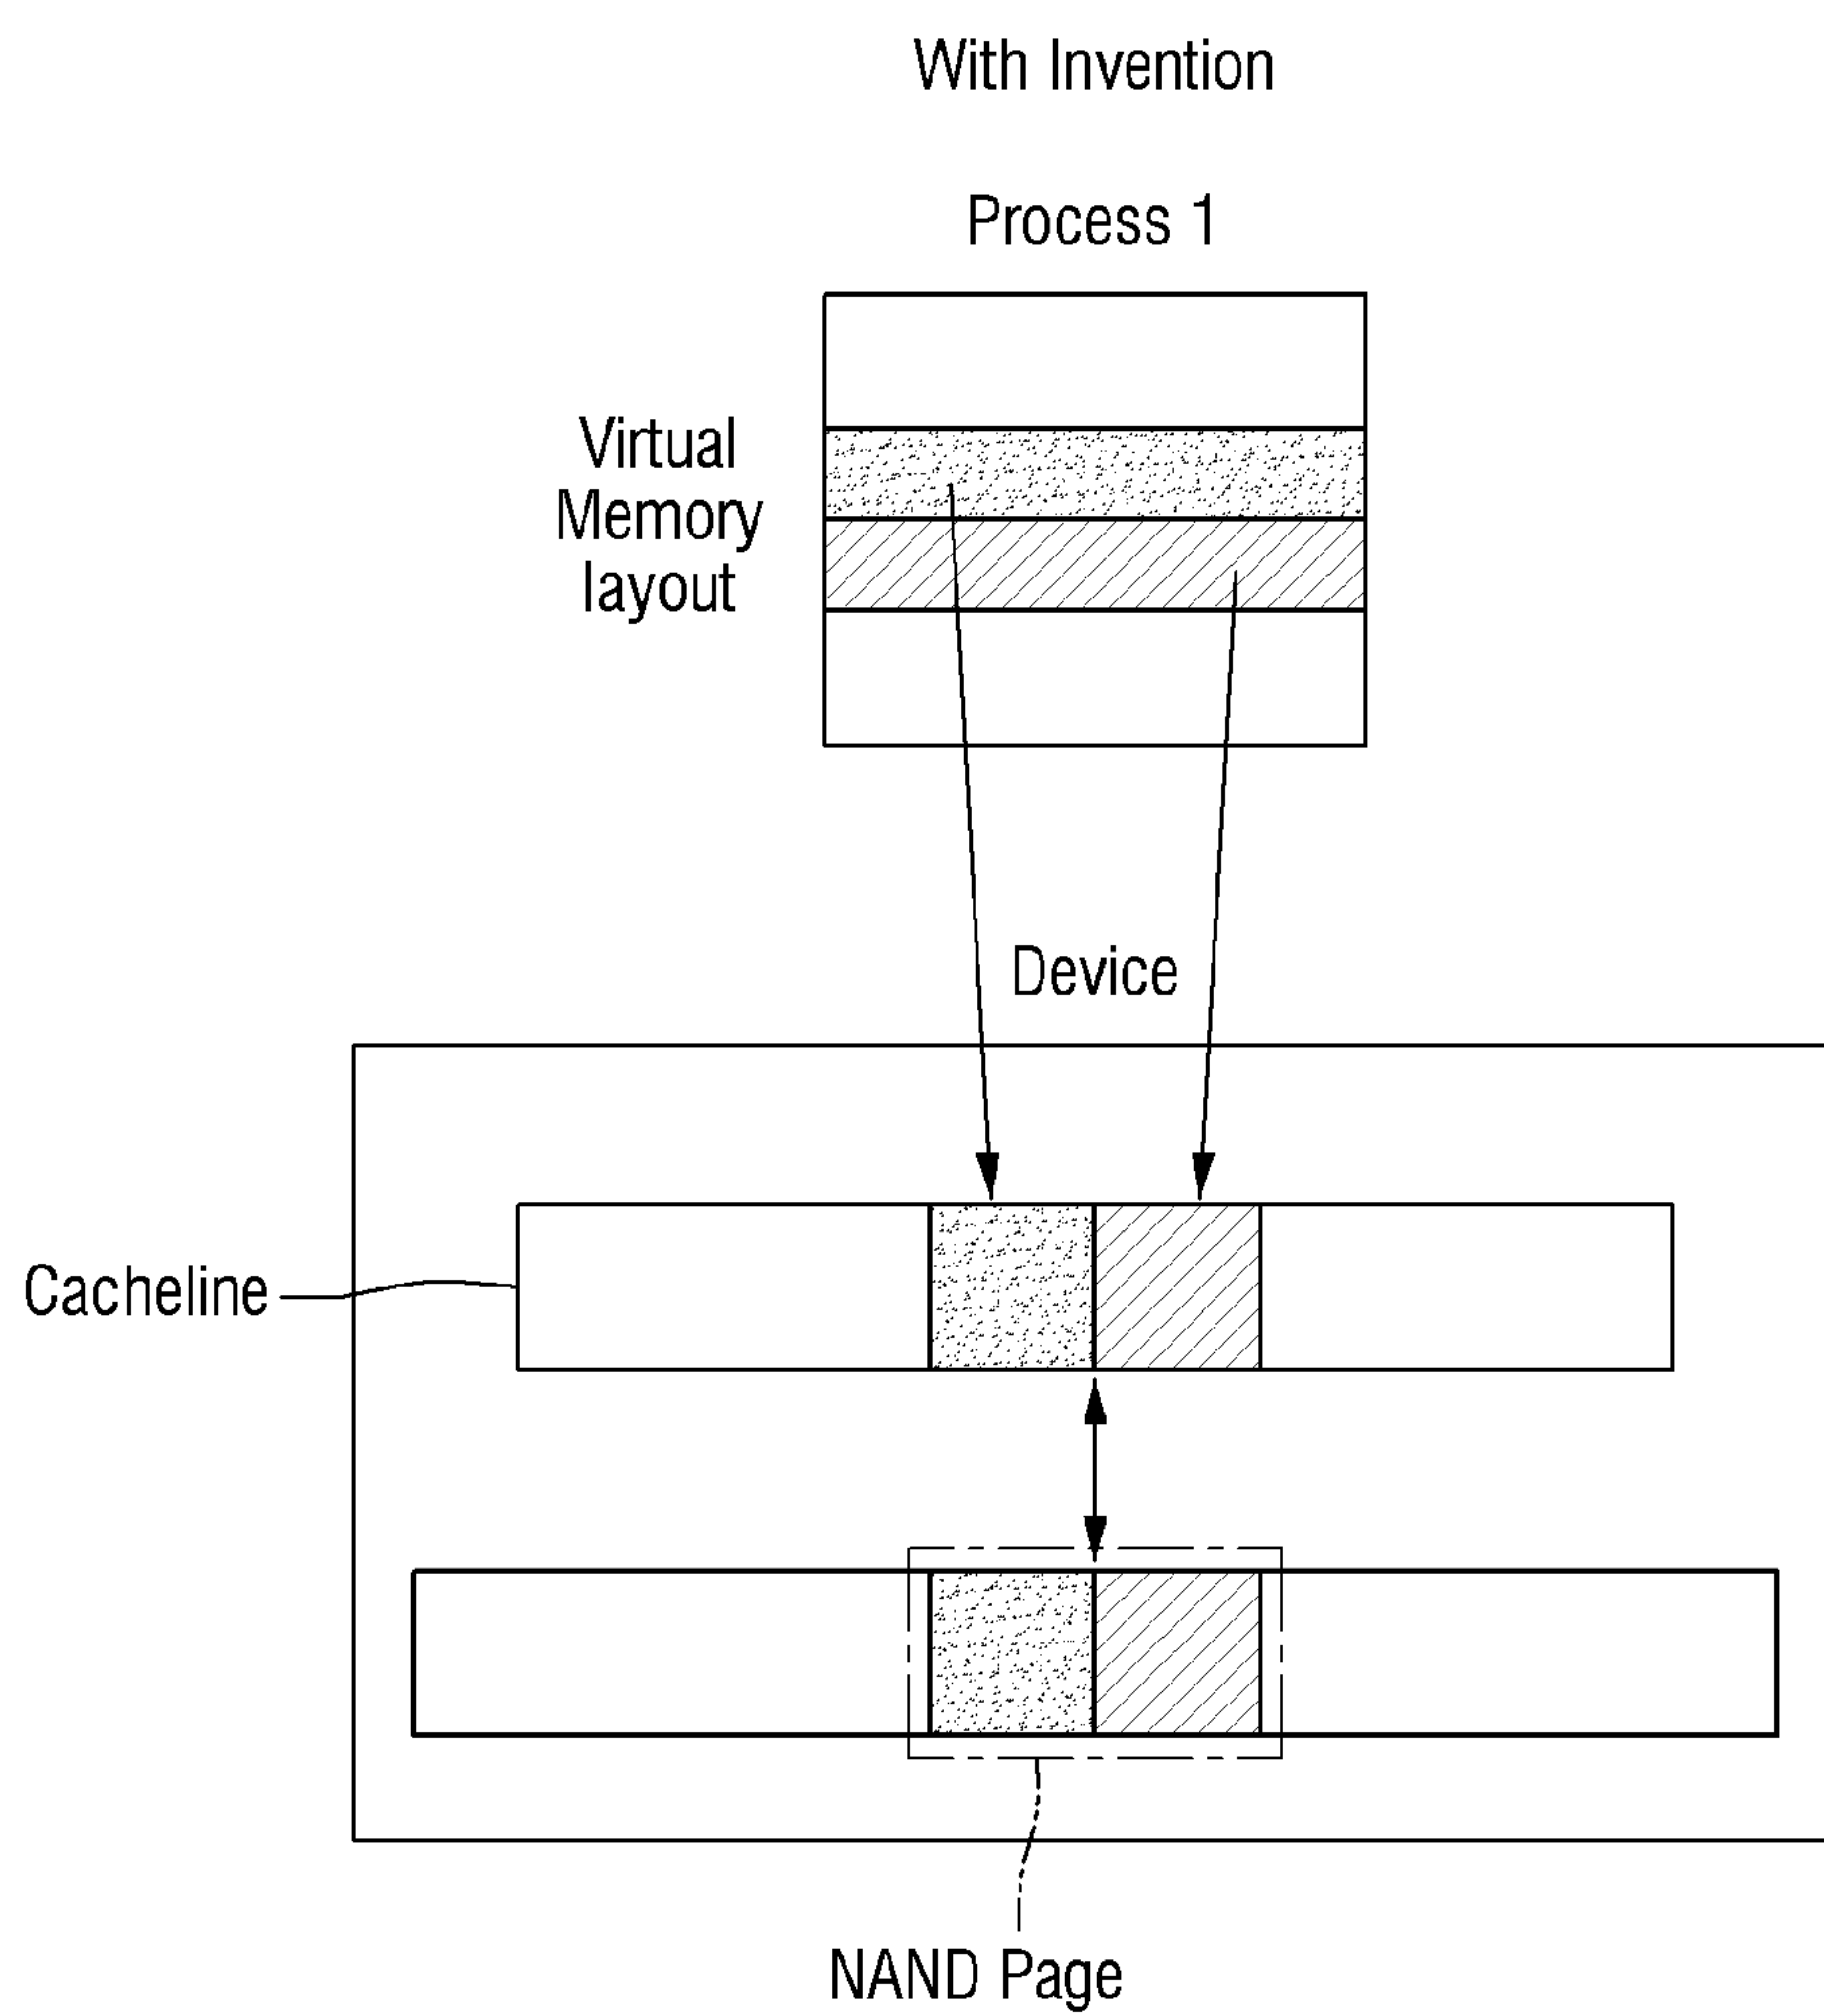 With Invention
Process 1
Virtual
Memory
layout
Device
Cacheline
NAND Page